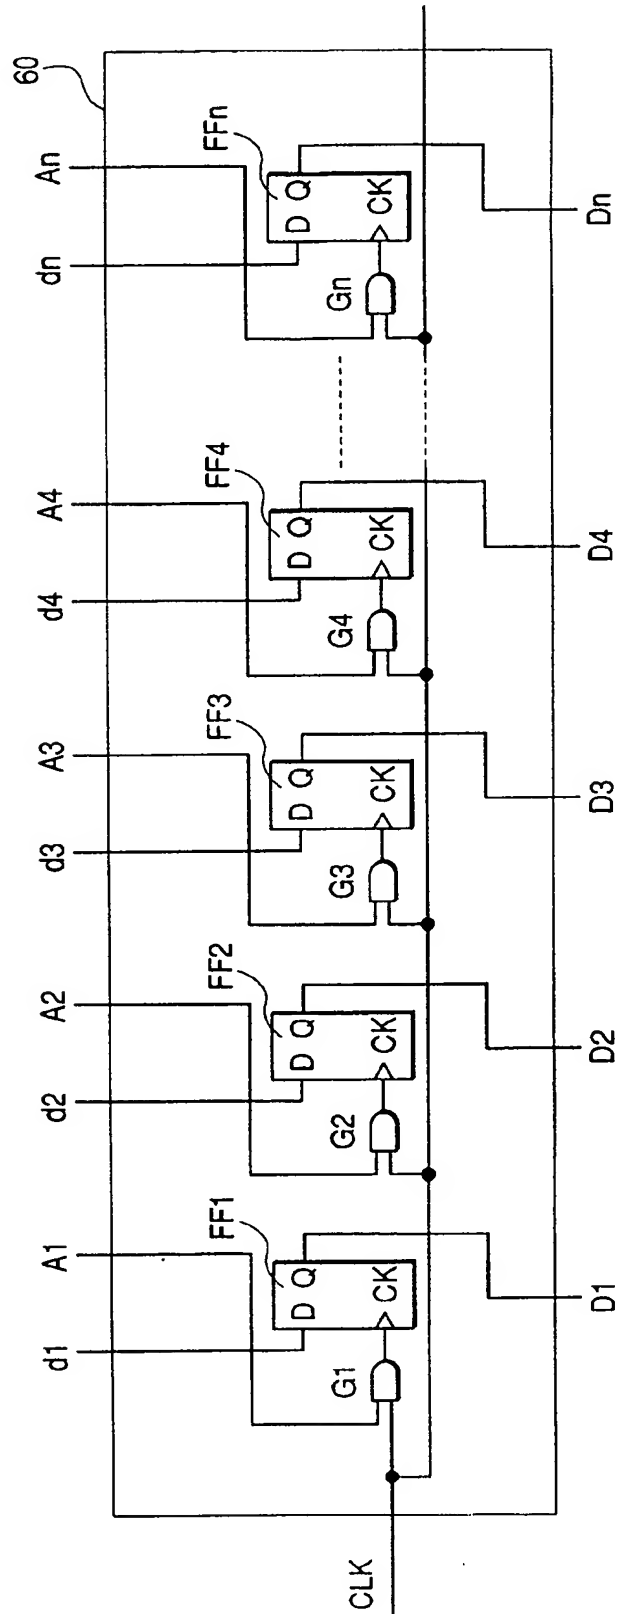 60
d1 A1 d2 A2 d3 A3 d4 A4 dn An
FF1 FF2 FF3 FF4 FFn
D Q D Q D Q D Q D Q
CK CK CK CK CK
G1 G2 G3 G4 Gn
CLK
D1 D2 D3 D4 Dn